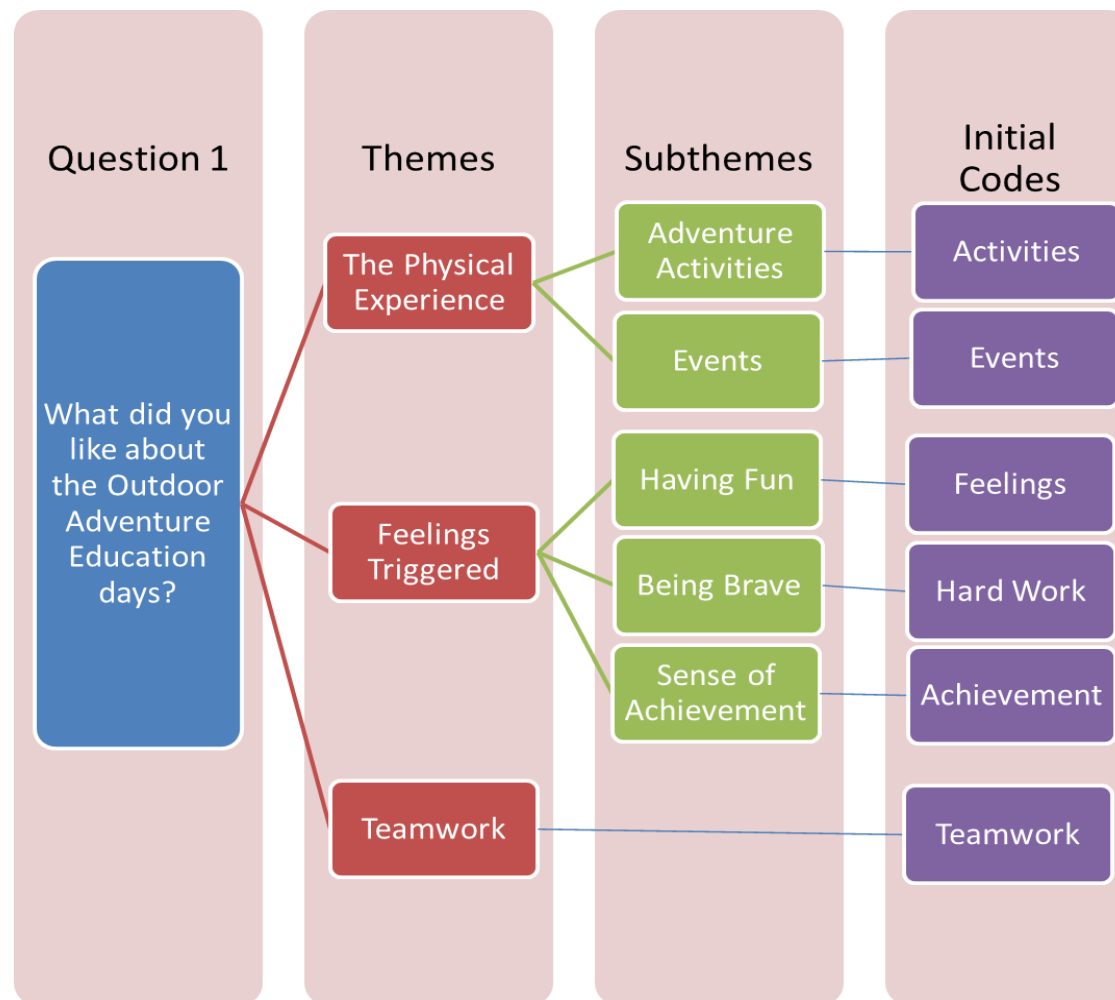 Question 1
What did you
like about
the Outdoor
Adventure
Education
days?
Themes
The Physical
Experience
Feelings
Triggered
Teamwork
Subthemes
Adventure
Activities
Events
Having Fun
Being Brave
Sense of
Achievement
Initial
Codes
Activities
Events
Feelings
Hard Work
Achievement
Teamwork